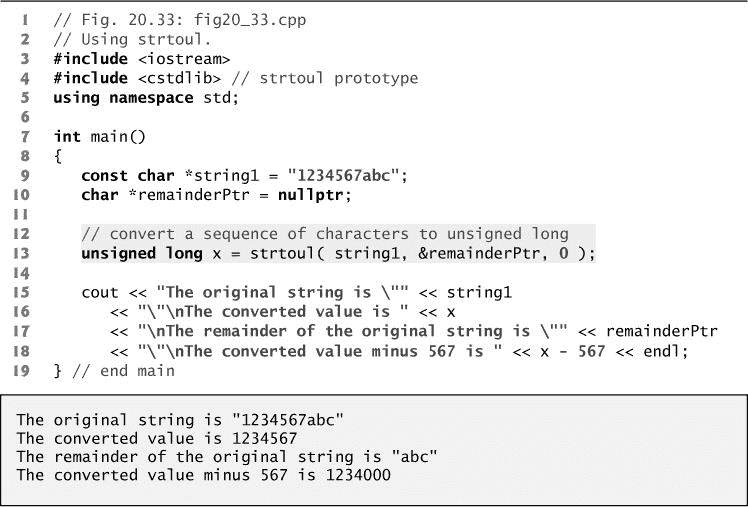 1 // Fig. 20.33: fig20_33.cpp
2 // Using strtoul.
3 #include <iostream>
4 #include <cstdlib> // strtoul prototype
5 using namespace std;
6
7 int main()
8 {
9    const char *string1 = "1234567abc";
10    char *remainderPtr = nullptr;
11
12    // convert a sequence of characters to unsigned long
13    unsigned long x = strtoul( string1, &remainderPtr, 0 );
14
15    cout << "The original string is \"" << string1
16       << "\"\nThe converted value is " << x
17       << "\nThe remainder of the original string is \"" << remainderPtr
18       << "\"\nThe converted value minus 567 is " << x - 567 << endl;
19 } // end main
The original string is "1234567abc"
The converted value is 1234567
The remainder of the original string is "abc"
The converted value minus 567 is 1234000